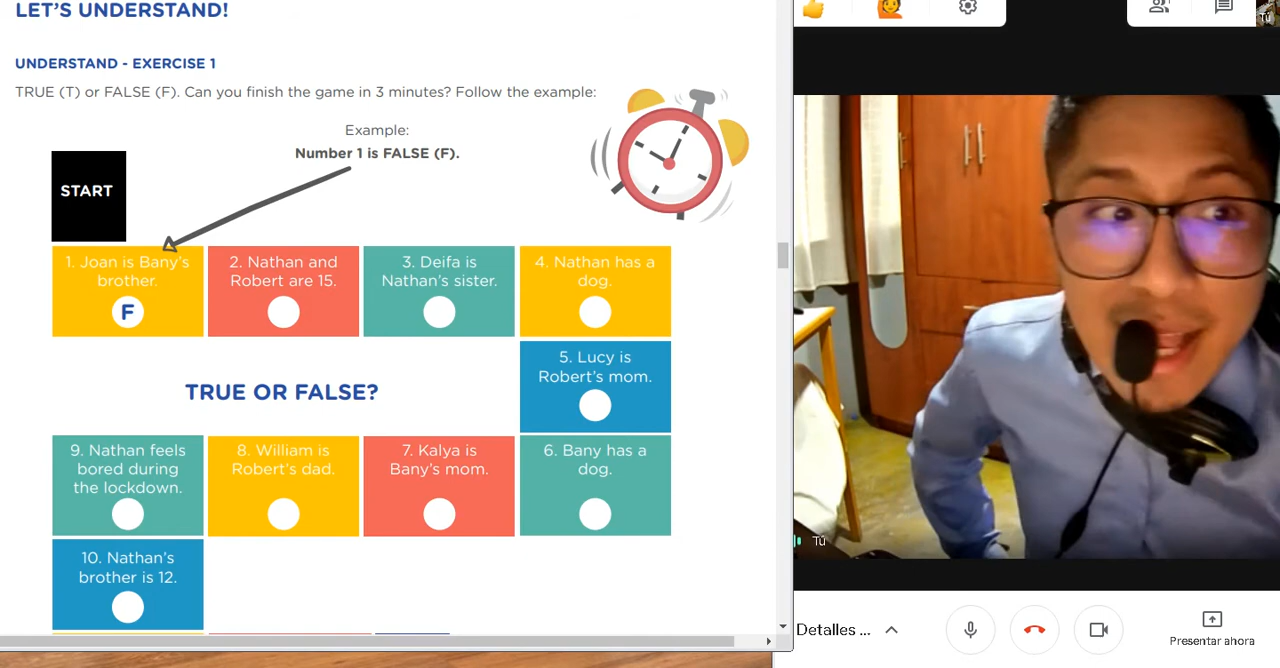 LET'S UNDERSTAND!
UNDERSTAND - EXERCISE 1
TRUE (T) or FALSE (F). Can you finish the game in 3 minutes? Follow the example:
Example:
Number 1 is FALSE (F).
START
1. Joan is Bany's
brother.
F
2. Nathan and
Robert are 15.
3. Deifa is
Nathan's sister.
4. Nathan has a
dog.
5. Lucy is
Robert's mom.
TRUE OR FALSE?
9. Nathan feels
bored during
the lockdown.
8. William is
Robert's dad.
7. Kalya is
Bany's mom.
6. Bany has a
dog.
10. Nathan's
brother is 12.
Tú
Tú
Detalles ...
Presentar ahora